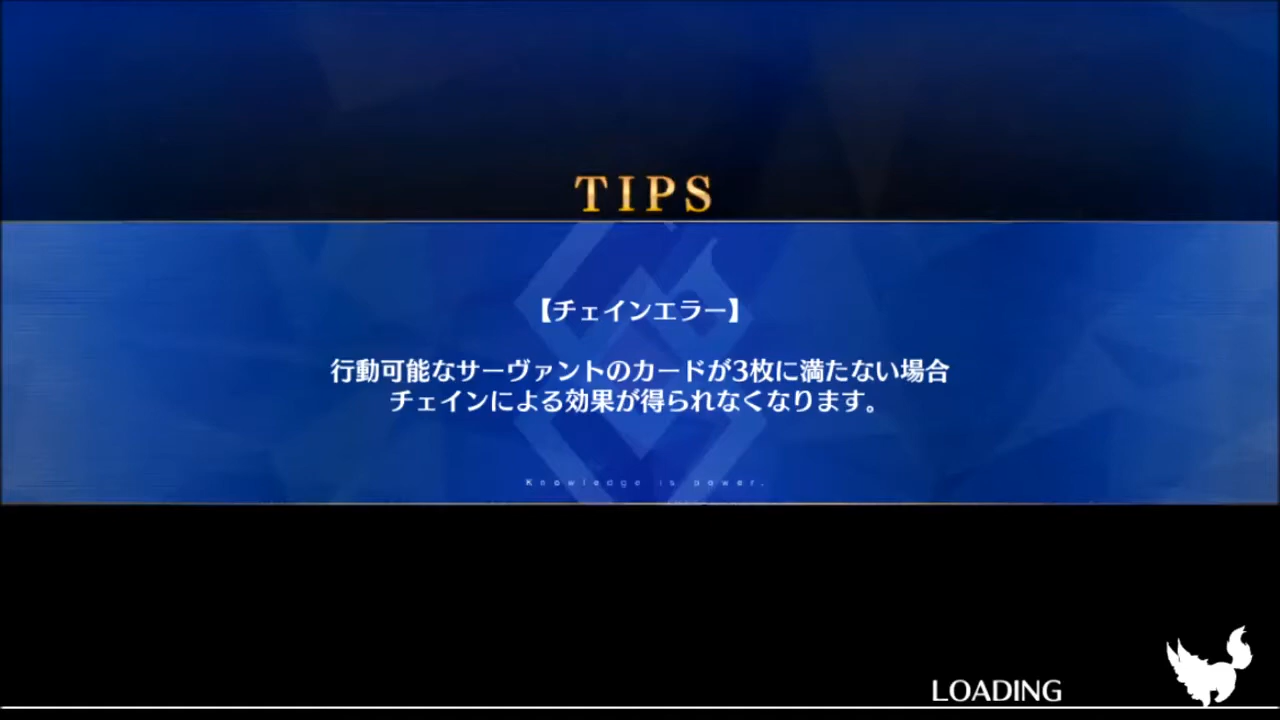 TIPS
【チェインエラー】
行動可能なサーヴァントのカードが3枚に満たない場合
チェインによる効果が得られなくなります。
Knowledge is power.
LOADING